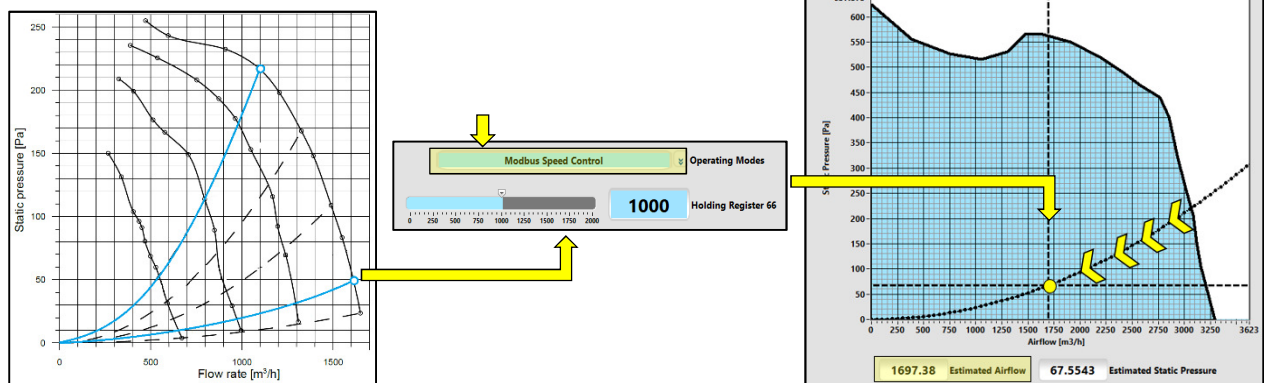 250
200
150
100
50
0
0
500
1000
1500
Static pressure [Pa]
Flow rate [m³/h]
Modbus Speed Control
Operating Modes
0 250 500 750 1000 1250 1500 1750 2000
1000
Holding Register 66
600
550
500
450
400
350
300
250
200
150
100
50
0
Static Pressure [Pa]
0 250 500 750 1000 1250 1500 1750 2000 2250 2500 2750 3000 3250 3623
Airflow [m3/h]
1697.38 Estimated Airflow
67.5543 Estimated Static Pressure